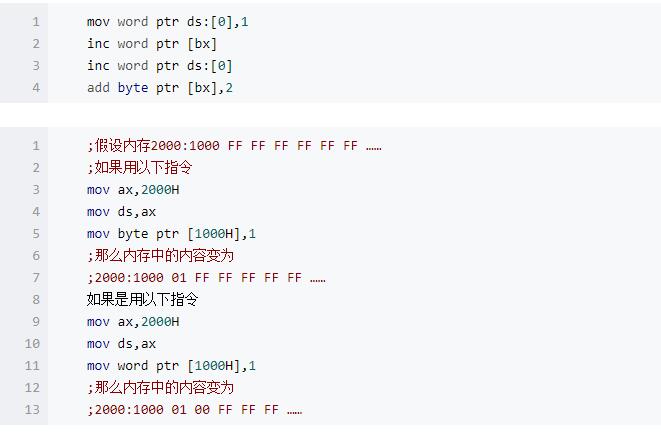 1 mov word ptr ds:[0],1
2 inc word ptr [bx]
3 inc word ptr ds:[0]
4 add byte ptr [bx],2
1 ;假设内存2000:1000 FF FF FF FF FF FF ……
2 ;如果用以下指令
3 mov ax,2000H
4 mov ds,ax
5 mov byte ptr [1000H],1
6 ;那么内存中的内容变为
7 ;2000:1000 01 FF FF FF FF FF ……
8 如果是用以下指令
9 mov ax,2000H
10 mov ds,ax
11 mov word ptr [1000H],1
12 ;那么内存中的内容变为
13 ;2000:1000 01 00 FF FF FF ……